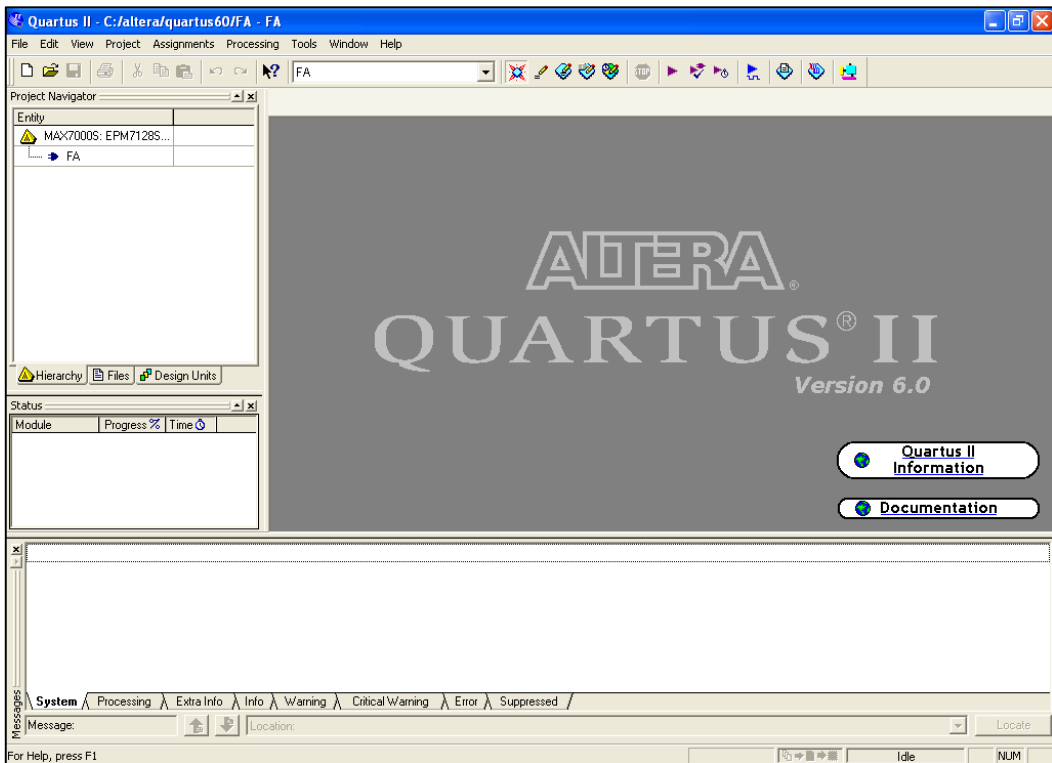 Quartus II - C:/altera/quartus60/FA - FA
File Edit View Project Assignments Processing Tools Window Help
FA
STOP
Project Navigator
Entity
MAX7000S: EPM7128S...
FA
Hierarchy Files Design Units
Status
Module Progress % Time
ALTERA®
QUARTUS® II
Version 6.0
Quartus II
Information
Documentation
Messages
System Processing Extra Info Info Warning Critical Warning Error Suppressed
Message: Location: Locate
For Help, press F1 Idle NUM